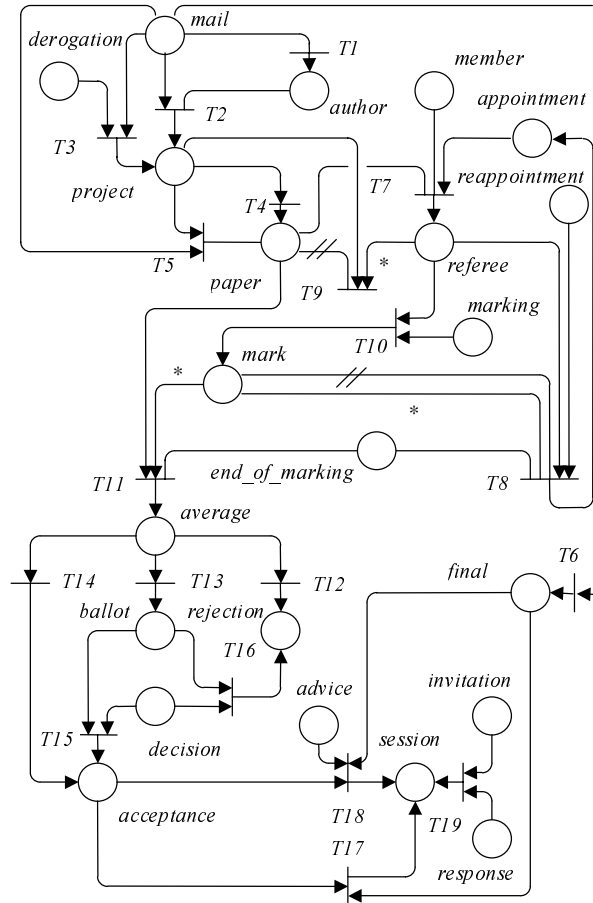 mail
derogation
T1
member
author
appointment
T2
T3
reappointment
T7
project
T4
T5
*
referee
paper
T9
marking
T10
mark
*
*
end_of_marking
T11
T8
average
T6
final
T14
T13
T12
ballot
rejection
T16
advice
invitation
T15
decision
session
acceptance
T18
T19
T17
response